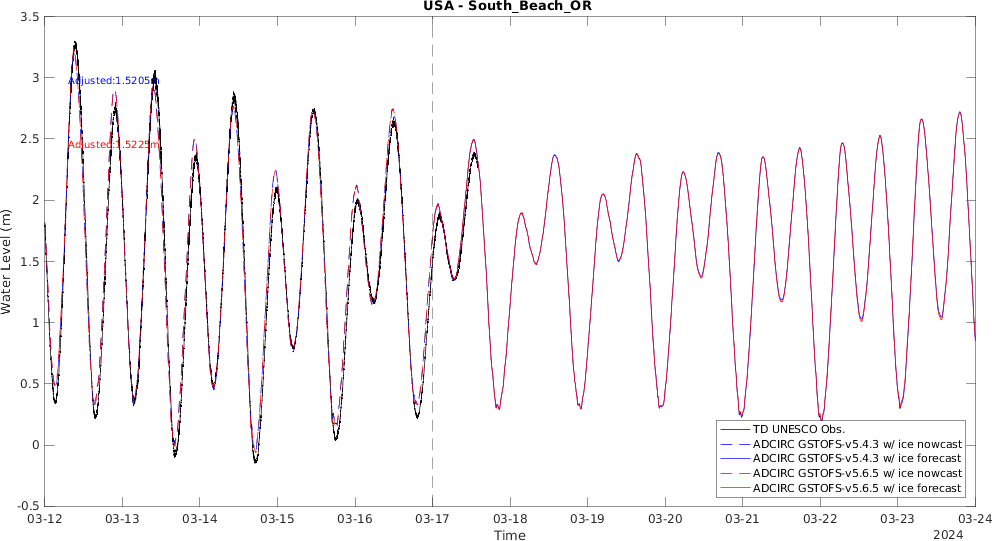 USA - South_Beach_OR
3.5
3
2.5
2
1.5
1
0.5
0
-0.5
Water Level (m)
Adjusted:1.5205m
Adjusted:1.5225m
TD UNESCO Obs.
ADCIRC GSTOFS-v5.4.3 w/ ice nowcast
ADCIRC GSTOFS-v5.4.3 w/ ice forecast
ADCIRC GSTOFS-v5.6.5 w/ ice nowcast
ADCIRC GSTOFS-v5.6.5 w/ ice forecast
03-12 03-13 03-14 03-15 03-16 03-17 03-18 03-19 03-20 03-21 03-22 03-23 03-24
Time
2024